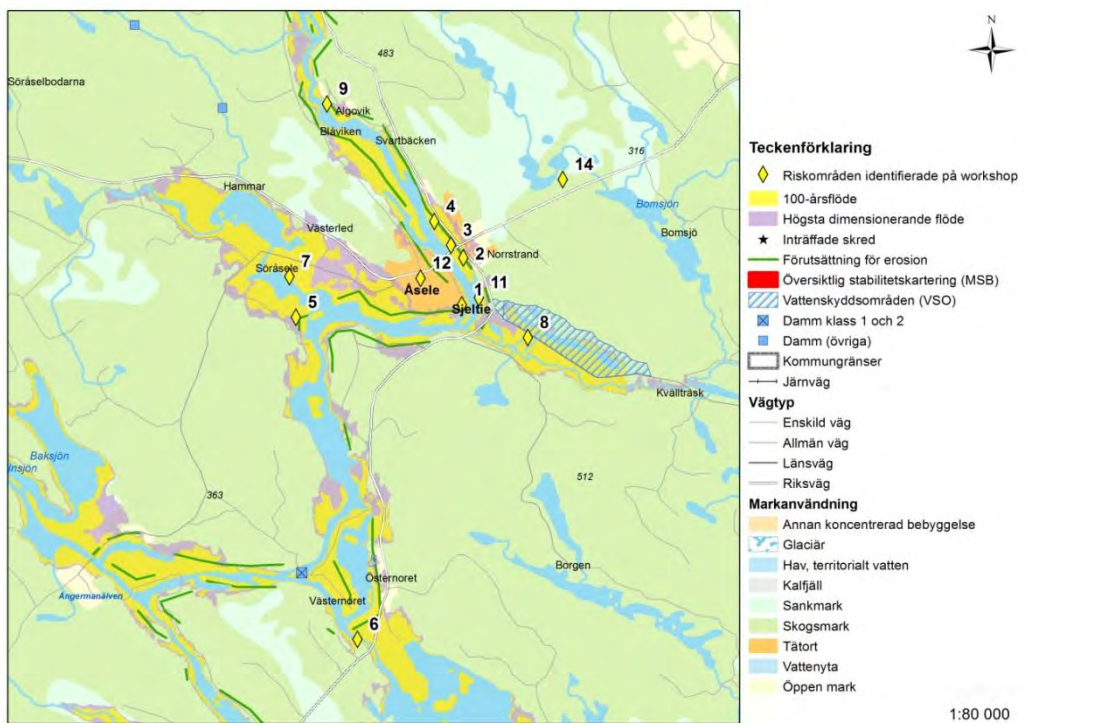 N
483
Söråselbodarna
9
Algovik
Blåviken
Svartbäcken
14
316
Hammar
Bomsjön
4
Bomsjö
Västerled
3
2
Norrstrand
12
7
Söråsele
Åsele
11
1
Sjeltie
5
8
Kvällträsk
Baksjön
Insjön
512
363
Borgen
Östernoret
Ångermanälven
Västernoret
6
Teckenförklaring
Riskområden identifierade på workshop
100-årsflöde
Högsta dimensionerande flöde
Inträffade skred
Förutsättning för erosion
Översiktlig stabilitetskartering (MSB)
Vattenskyddsområden (VSO)
Damm klass 1 och 2
Damm (övriga)
Kommungränser
Järnväg
Vägtyp
Enskild väg
Allmän väg
Länsväg
Riksväg
Markanvändning
Annan koncentrerad bebyggelse
Glaciär
Hav, territorialt vatten
Kalfjäll
Sankmark
Skogsmark
Tätort
Vattenyta
Öppen mark
1:80 000